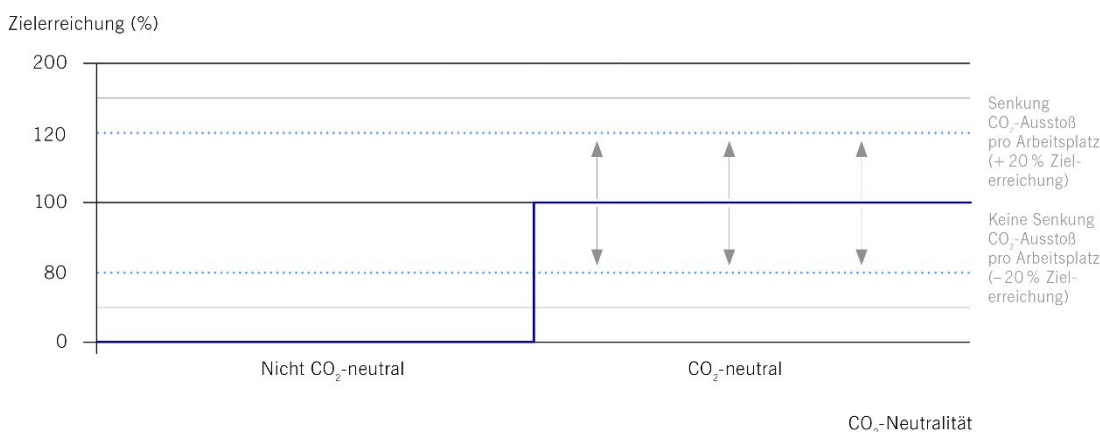 Zielerreichung (%)
200
120
100
80
0
Senkung
CO₂-Ausstoß
pro Arbeitsplatz
(+ 20 % Ziel-
erreichung)
Keine Senkung
CO₂-Ausstoß
pro Arbeitsplatz
(– 20 % Ziel-
erreichung)
Nicht CO₂-neutral
CO₂-neutral
CO₂-Neutralität